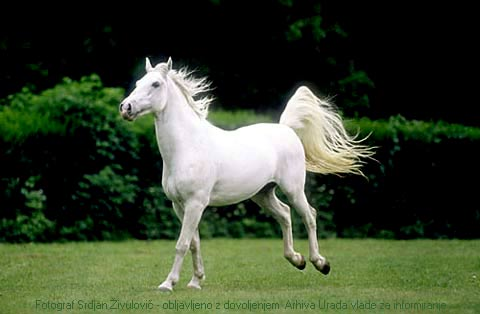 Fotograf Srdjan Živulović - objavljeno z dovoljenjem Arhiva Urada vlade za informiranje